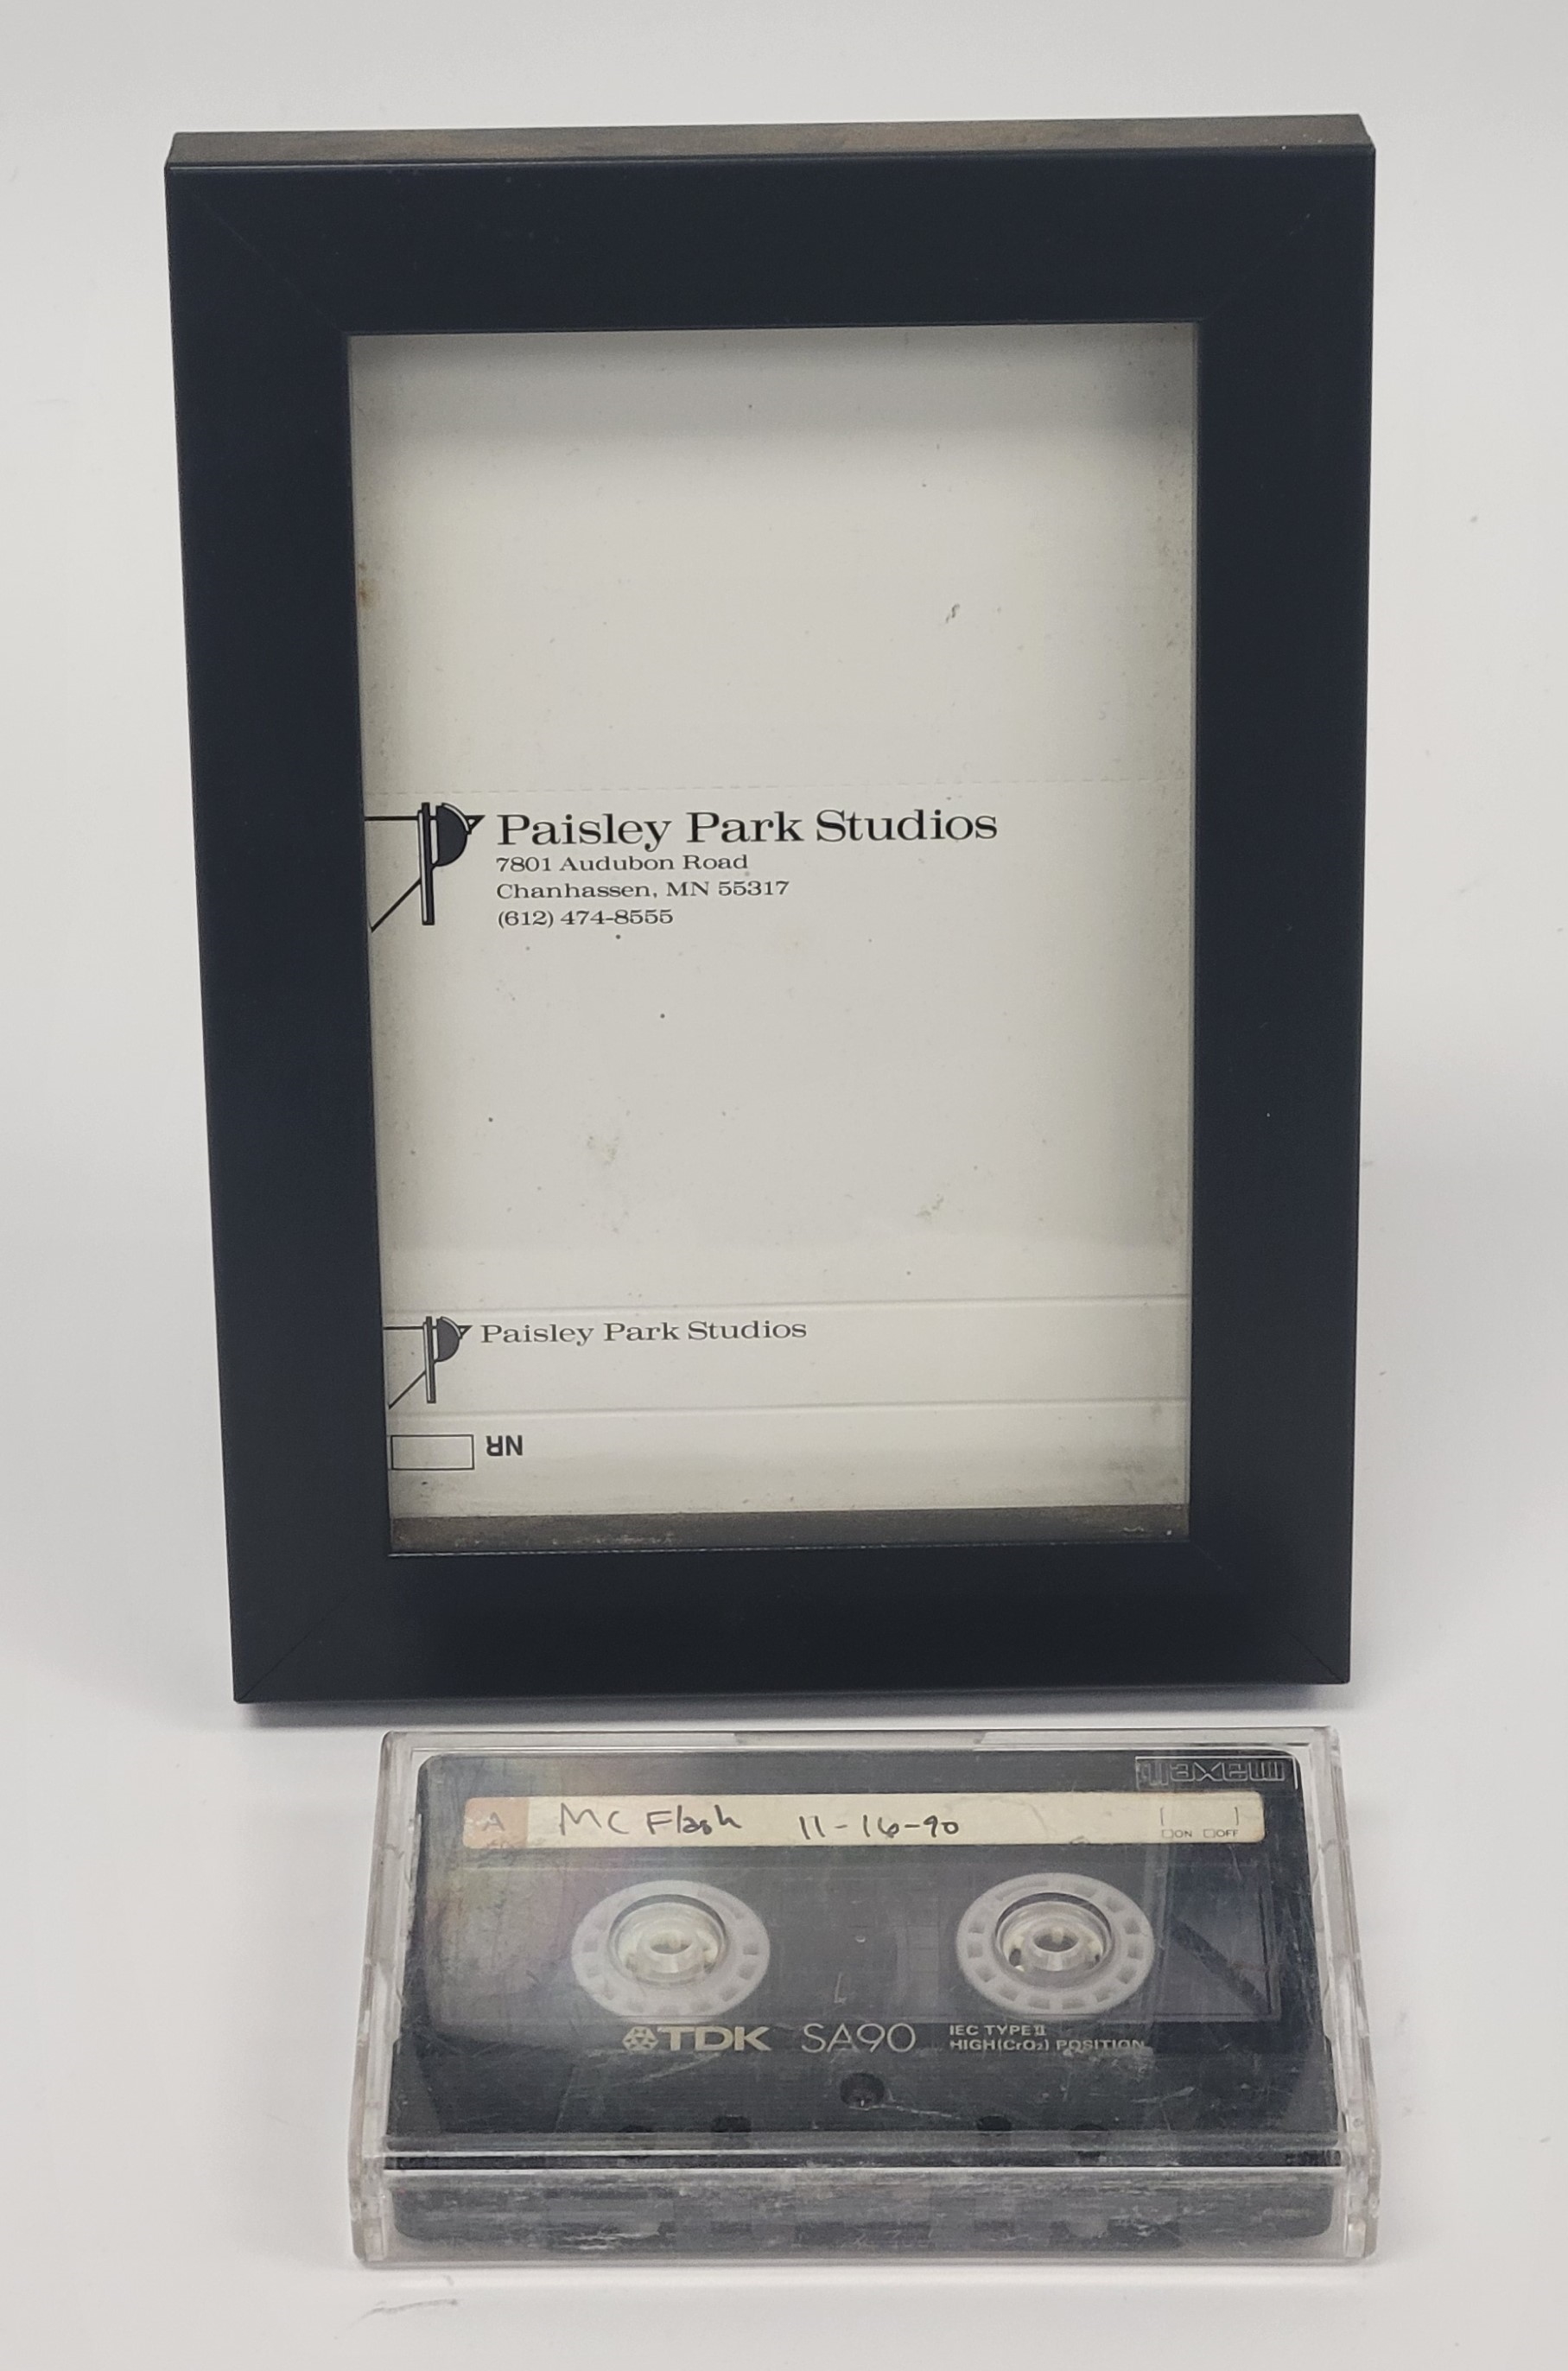 Paisley Park Studios
7801 Audubon Road
Chanhassen, MN 55317
(612) 474-8555
Paisley Park Studios
NR
maxell
A MC Flash 11-16-90
ON OFF
TDK SA90 IEC TYPE II
HIGH(CrO₂) POSITION